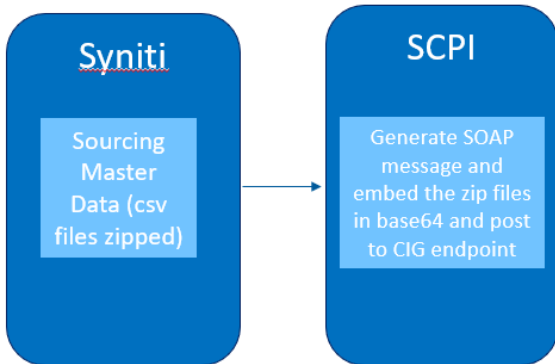 Syniti
Sourcing
Master
Data (csv
files zipped)
SCPI
Generate SOAP
message and
embed the zip files
in base64 and post
to CIG endpoint